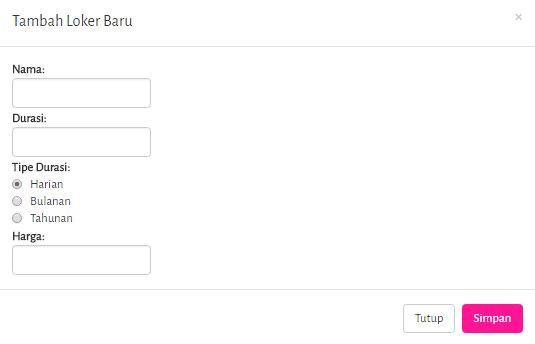 Tambah Loker Baru
×
Nama:
Durasi:
Tipe Durasi:
Harian
Bulanan
Tahunan
Harga:
Tutup Simpan